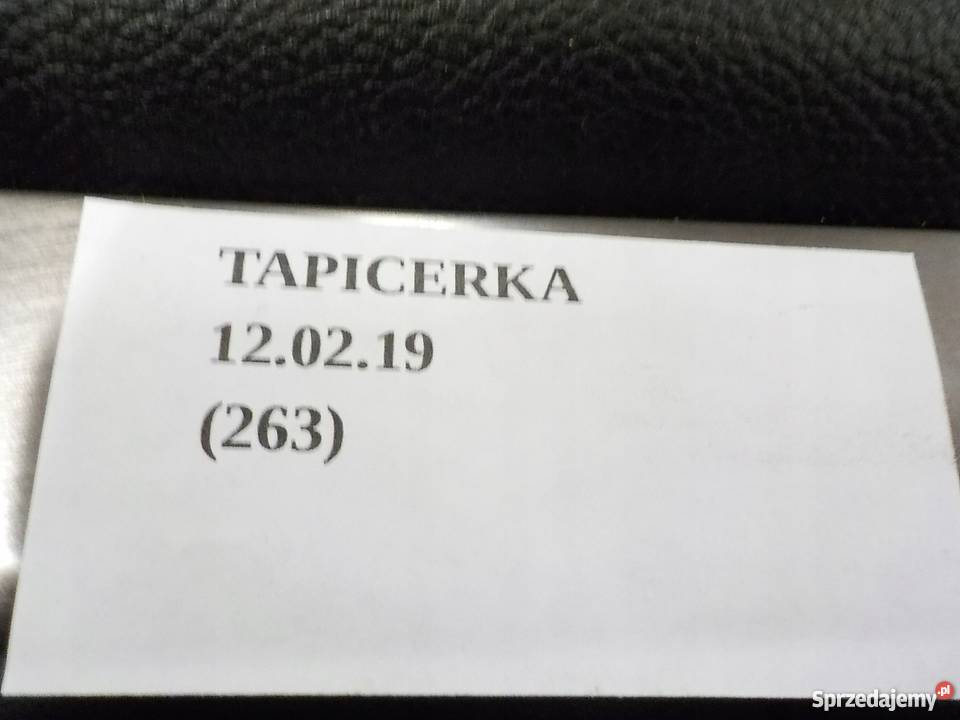 TAPICERKA
12.02.19
(263)
Sprzedajemy.pl